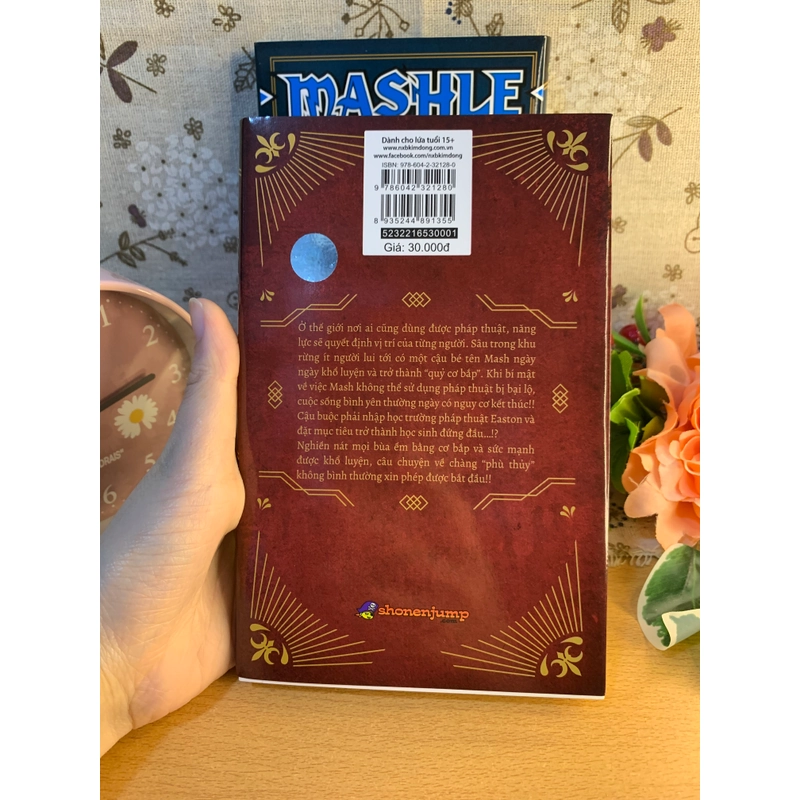 MASHLE
Dành cho lứa tuổi 15+
www.nxbkimdong.com.vn
www.facebook.com/nxbkimdong
ISBN: 978-604-2-32128-0
9 786042 321280
8 935244 891355
5232216530001
Giá: 30.000đ
Ở thế giới nơi ai cũng dùng được pháp thuật, năng
lực sẽ quyết định vị trí của từng người. Sâu trong khu
rừng ít người lui tới có một cậu bé tên Mash ngày
ngày khổ luyện và trở thành “quỷ cơ bắp”. Khi bí mật
về việc Mash không thể sử dụng pháp thuật bị bại lộ,
cuộc sống bình yên thường ngày có nguy cơ kết thúc!!
Cậu buộc phải nhập học trường pháp thuật Easton và
đặt mục tiêu trở thành học sinh đứng đầu...!?
Nghiền nát mọi bùa ếm bằng cơ bắp và sức mạnh
được khổ luyện, câu chuyện về chàng “phù thủy”
không bình thường xin phép được bắt đầu!!
shonenjump
1
2
3
4
5
6